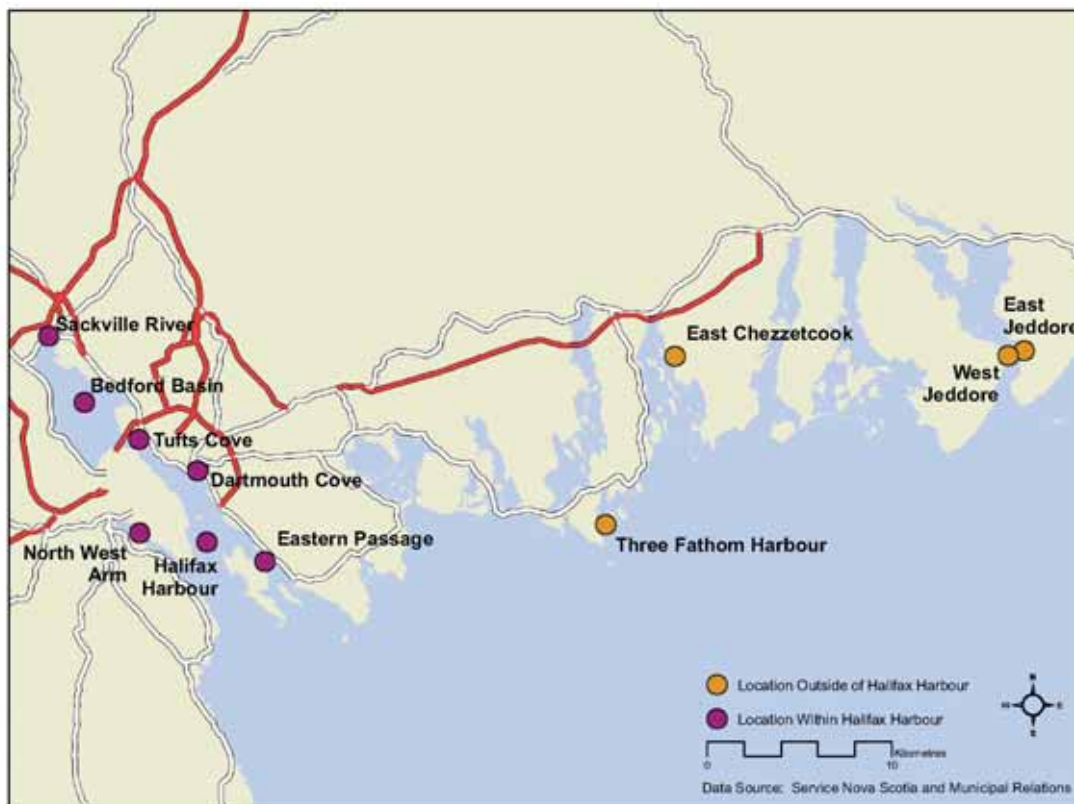 Sackville River
Bedford Basin
Tufts Cove
Dartmouth Cove
North West
Arm
Halifax
Harbour
Eastern Passage
East Chezzetcook
Three Fathom Harbour
East
Jeddore
West
Jeddore
Location Outside of Halifax Harbour
Location Within Halifax Harbour
N
E
S
Kilometres
0 10
Data Source: Service Nova Scotia and Municipal Relations